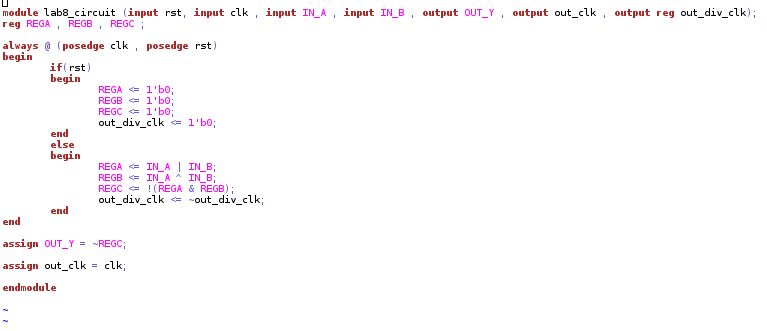 module lab8_circuit (input rst, input clk , input IN_A , input IN_B , output OUT_Y , output out_clk , output reg out_div_clk);
reg REGA , REGB , REGC ;
always @ (posedge clk , posedge rst)
begin
if(rst)
begin
REGA <= 1'b0;
REGB <= 1'b0;
REGC <= 1'b0;
out_div_clk <= 1'b0;
end
else
begin
REGA <= IN_A | IN_B;
REGB <= IN_A ^ IN_B;
REGC <= !(REGA & REGB);
out_div_clk <= ~out_div_clk;
end
end
assign OUT_Y = ~REGC;
assign out_clk = clk;
endmodule
~
~